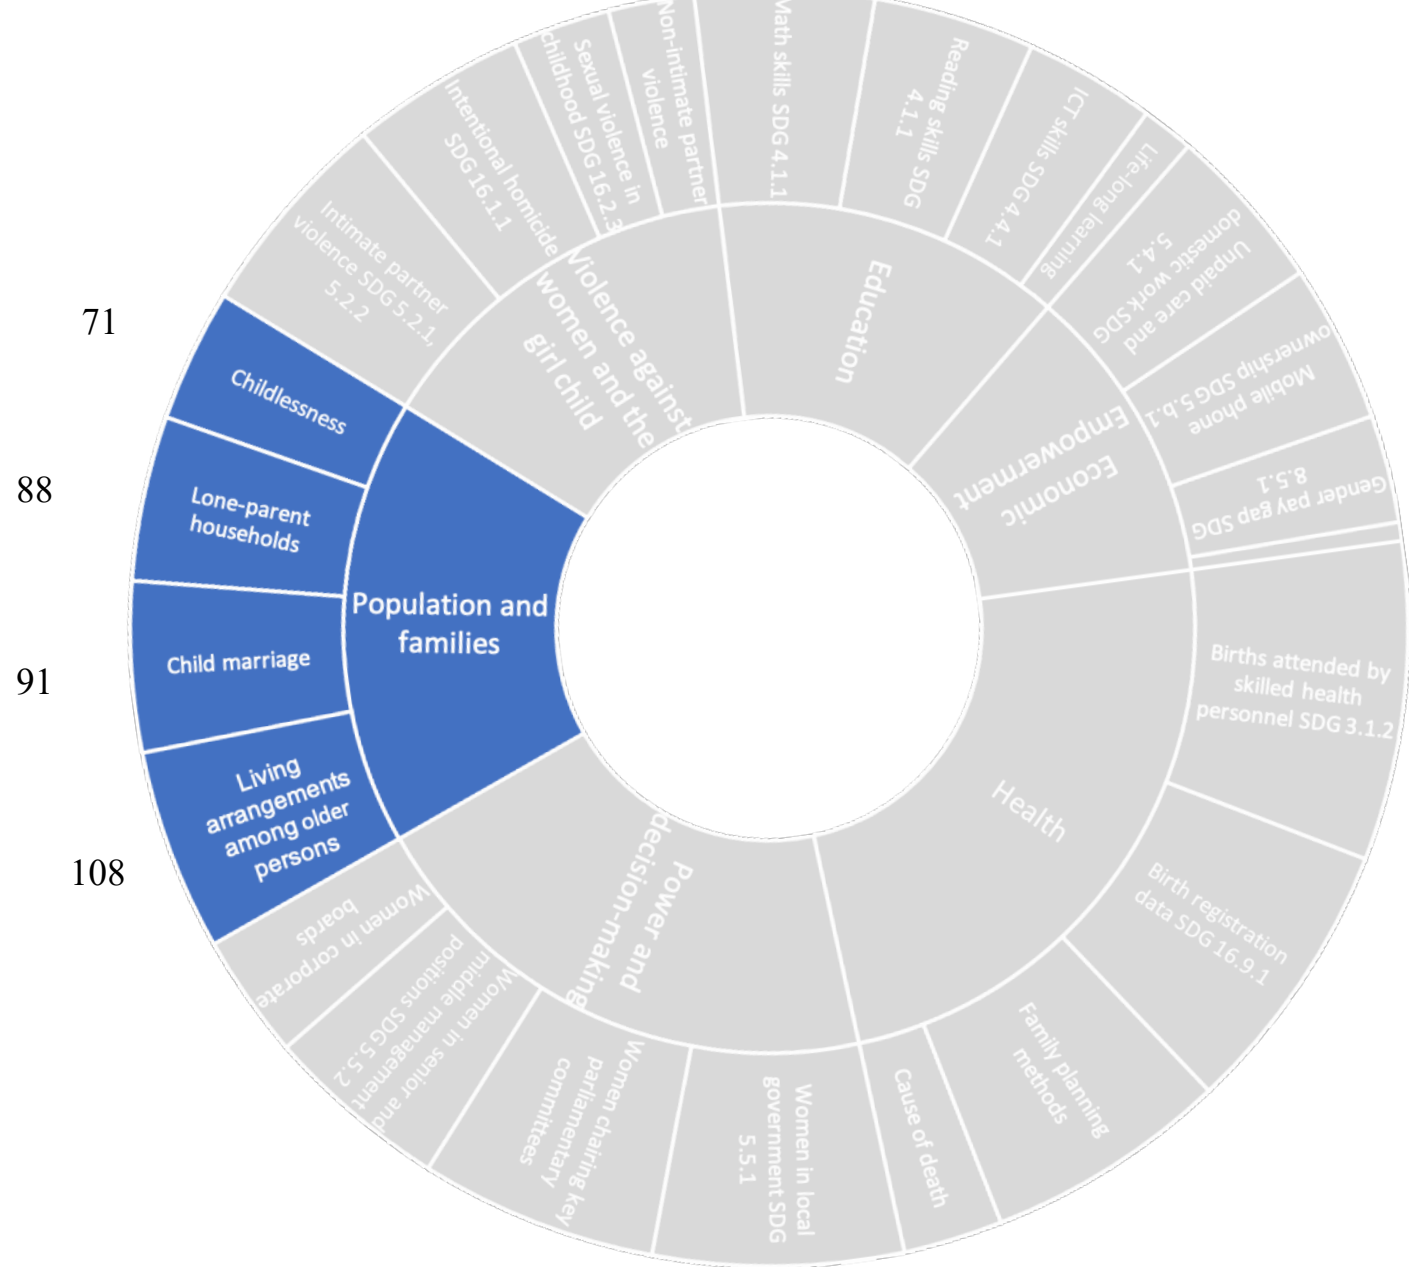 Non-intimate partner
violence
Sexual violence in
childhood SDG 16.2.3
Intentional homicide
SDG 16.1.1
Intimate partner
violence SDG 5.2.1,
5.2.2
Violence against
women and the
girl child
Math skills SDG 4.1.1
Reading skills SDG
4.1.1
ICT skills SDG 4.4.1
Life-long learning
Education
Unpaid care and
domestic work SDG
5.4.1
Mobile phone
ownership SDG 5.b.1
Gender pay gap SDG
8.5.1
Economic
Empowerment
71
Childlessness
88
Lone-parent
households
91
Child marriage
108
Living
arrangements
among older
persons
Population and
families
Births attended by
skilled health
personnel SDG 3.1.2
Birth registration
data SDG 16.9.1
Family planning
methods
Cause of death
Health
Power and
decision-making
Women in local
government SDG
5.5.1
Women chairing key
parliamentary
committees
Women in senior and
middle management
positions SDG 5.5.2
Women in corporate
boards